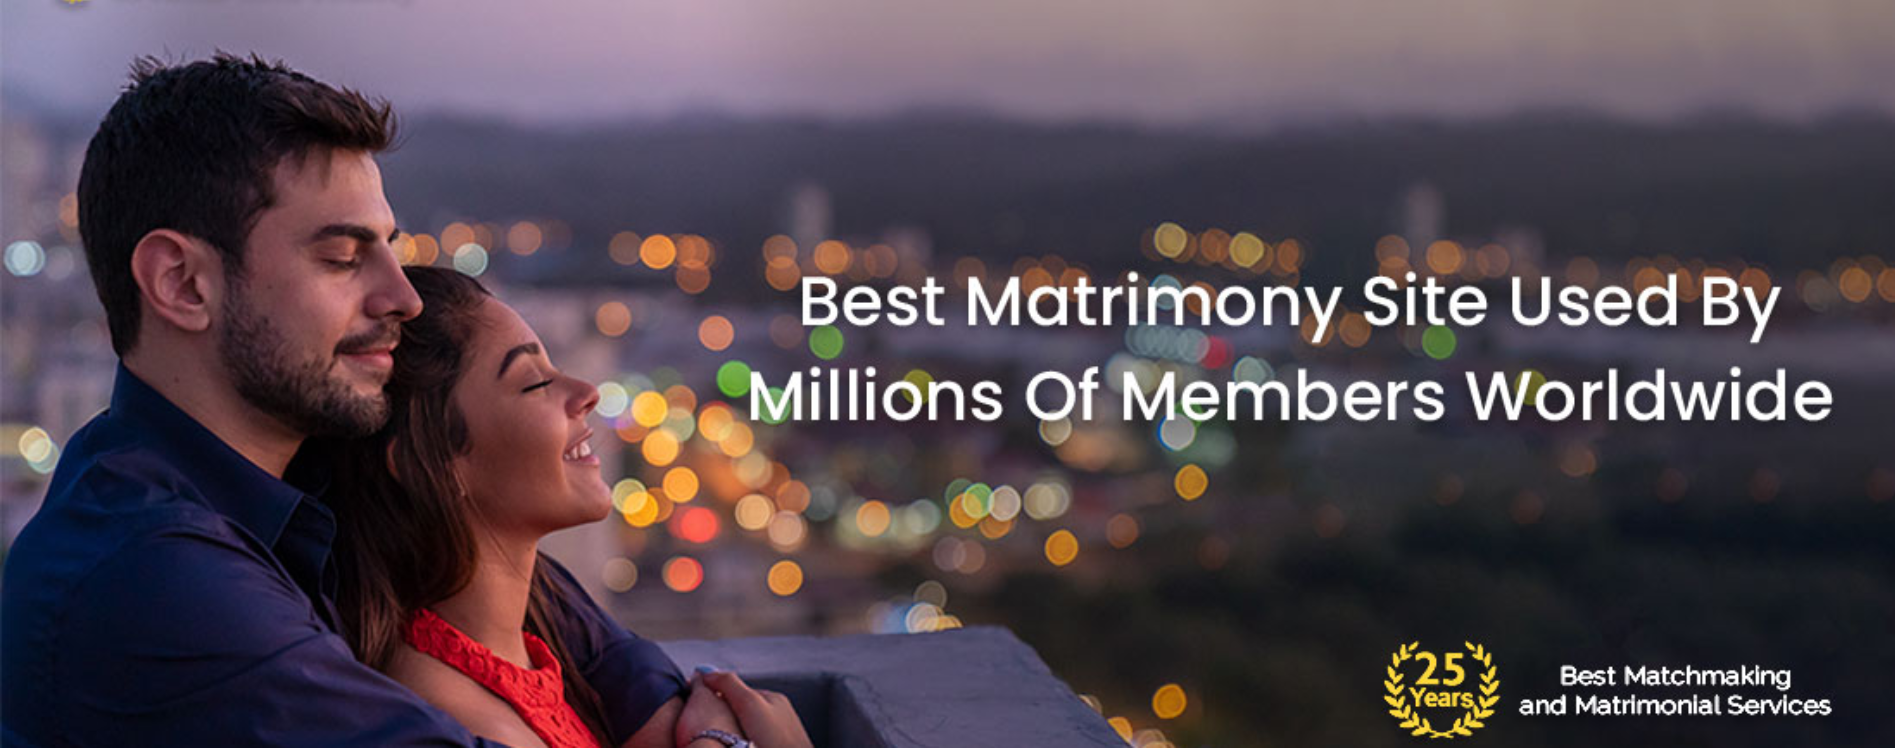 Best Matrimony Site Used By
Millions Of Members Worldwide
25
Years
Best Matchmaking
and Matrimonial Services